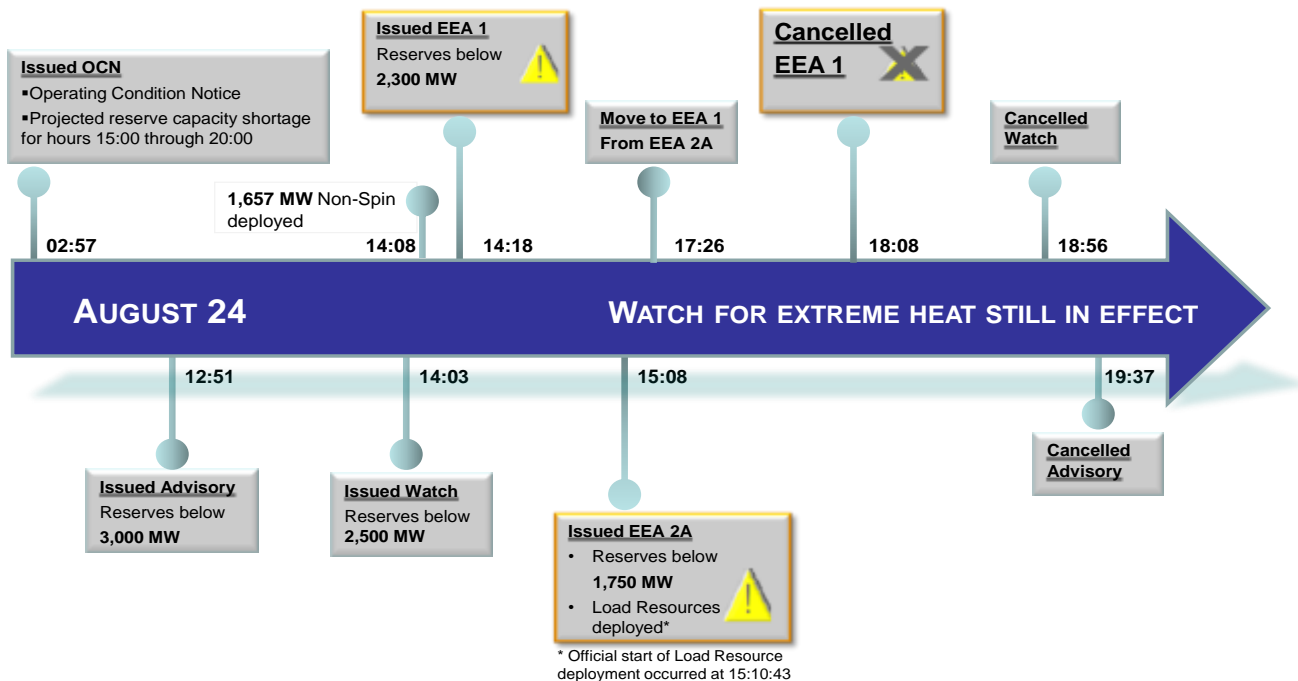 Issued OCN
▪Operating Condition Notice
▪Projected reserve capacity shortage
for hours 15:00 through 20:00
Issued EEA 1
Reserves below
2,300 MW
Cancelled
EEA 1
Move to EEA 1
From EEA 2A
Cancelled
Watch
1,657 MW Non-Spin
deployed
02:57
14:08
14:18
17:26
18:08
18:56
AUGUST 24
WATCH FOR EXTREME HEAT STILL IN EFFECT
12:51
14:03
15:08
19:37
Issued Advisory
Reserves below
3,000 MW
Issued Watch
Reserves below
2,500 MW
Issued EEA 2A
• Reserves below
1,750 MW
• Load Resources
deployed*
Cancelled
Advisory
* Official start of Load Resource
deployment occurred at 15:10:43